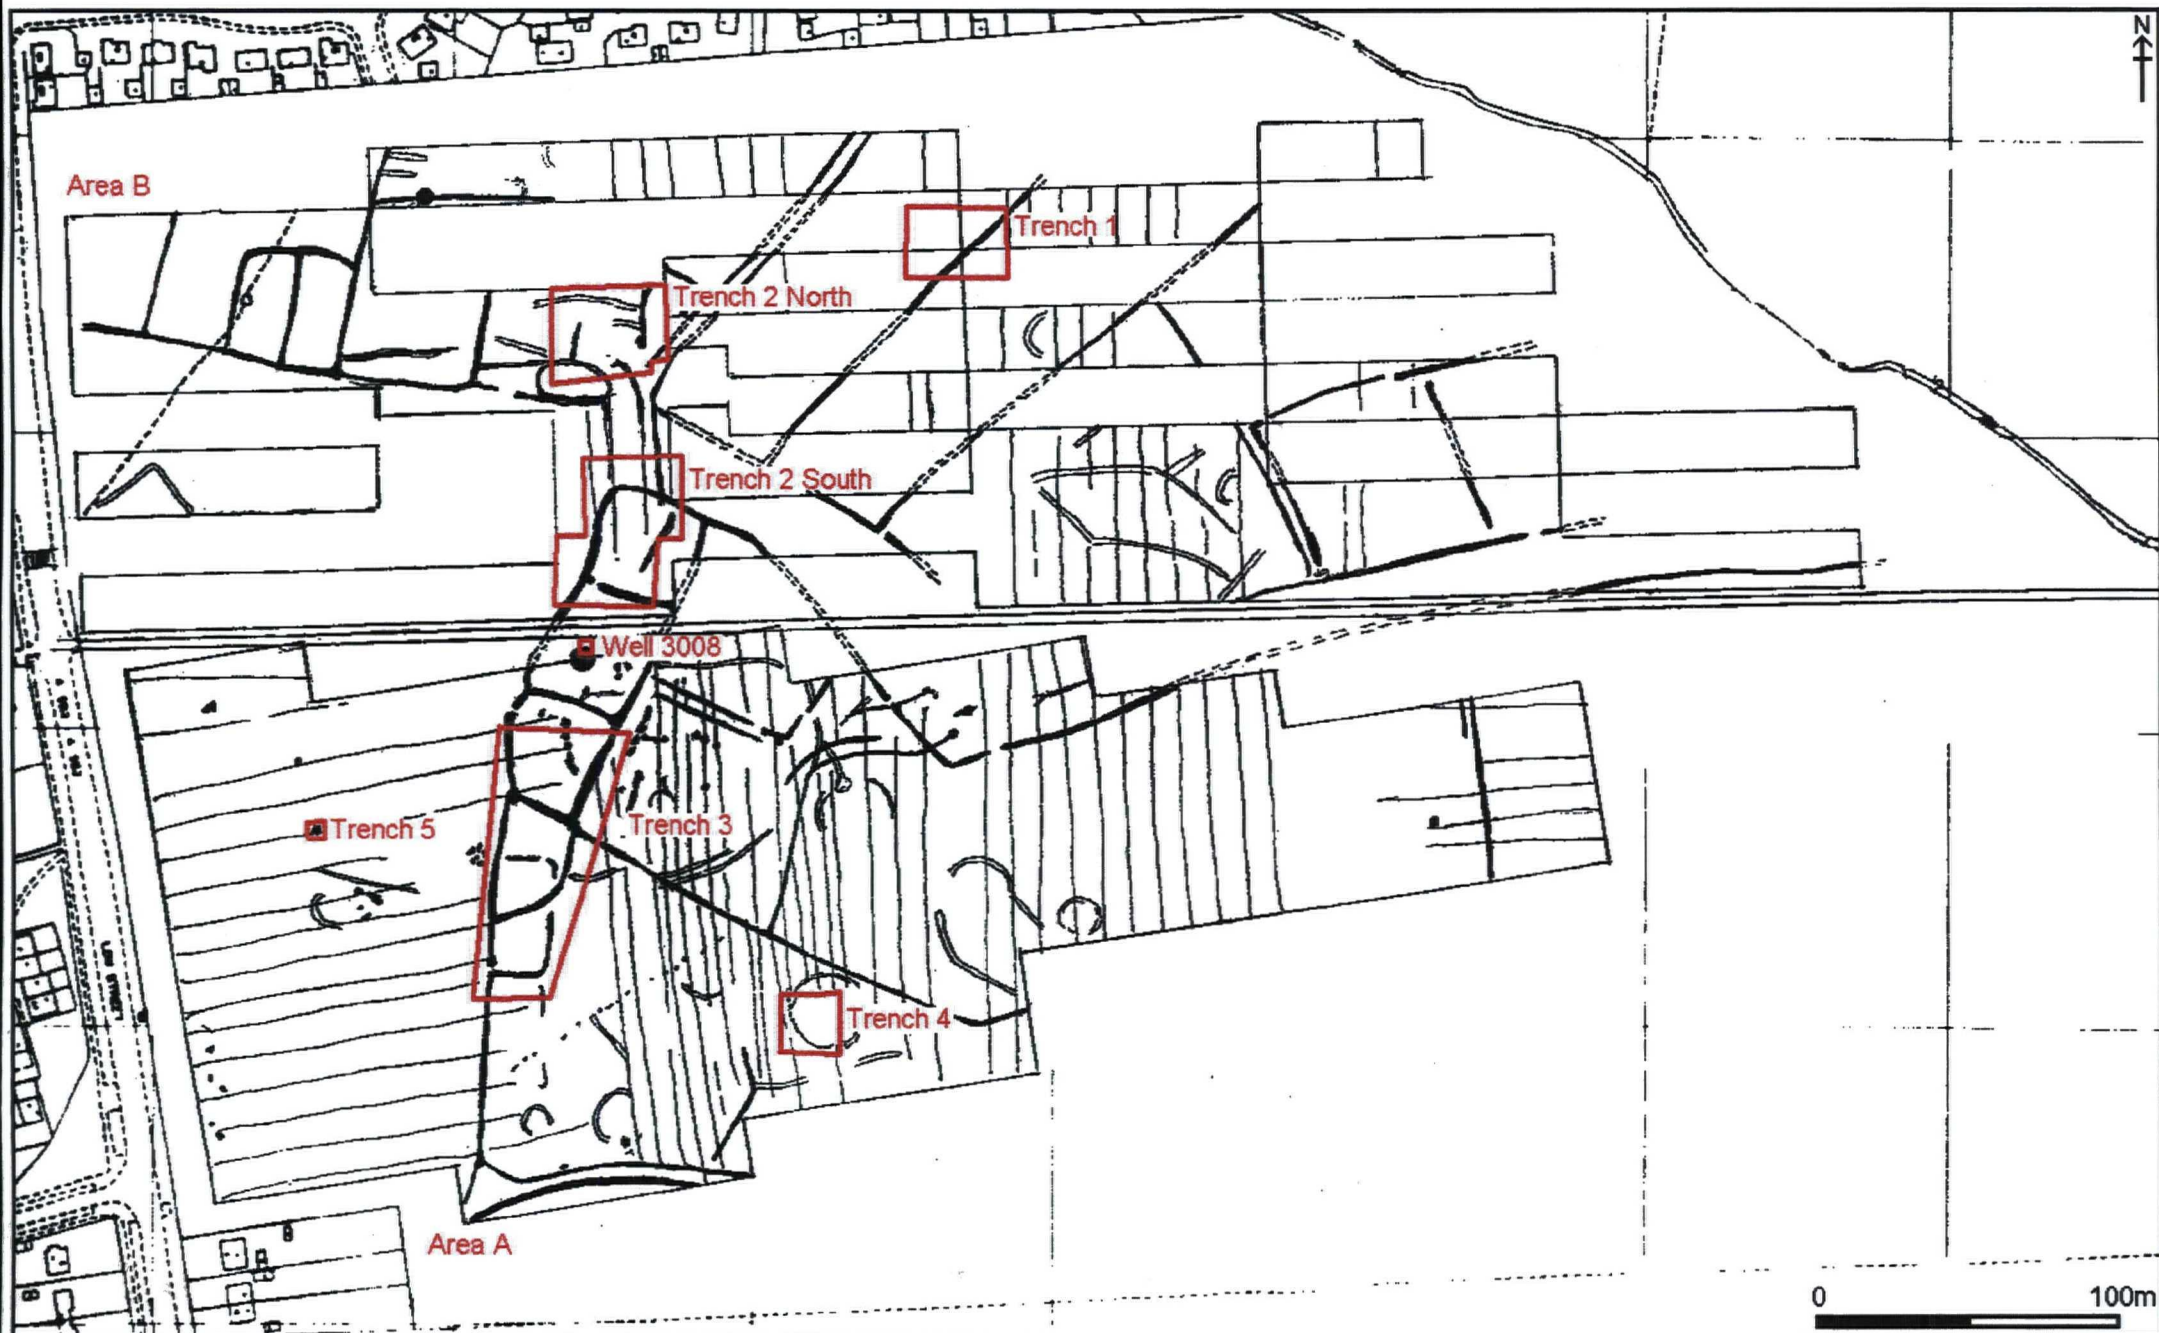 N
Area B
Trench 1
Trench 2 North
Trench 2 South
Well 3008
Trench 5
Trench 3
Trench 4
Area A
0 100m